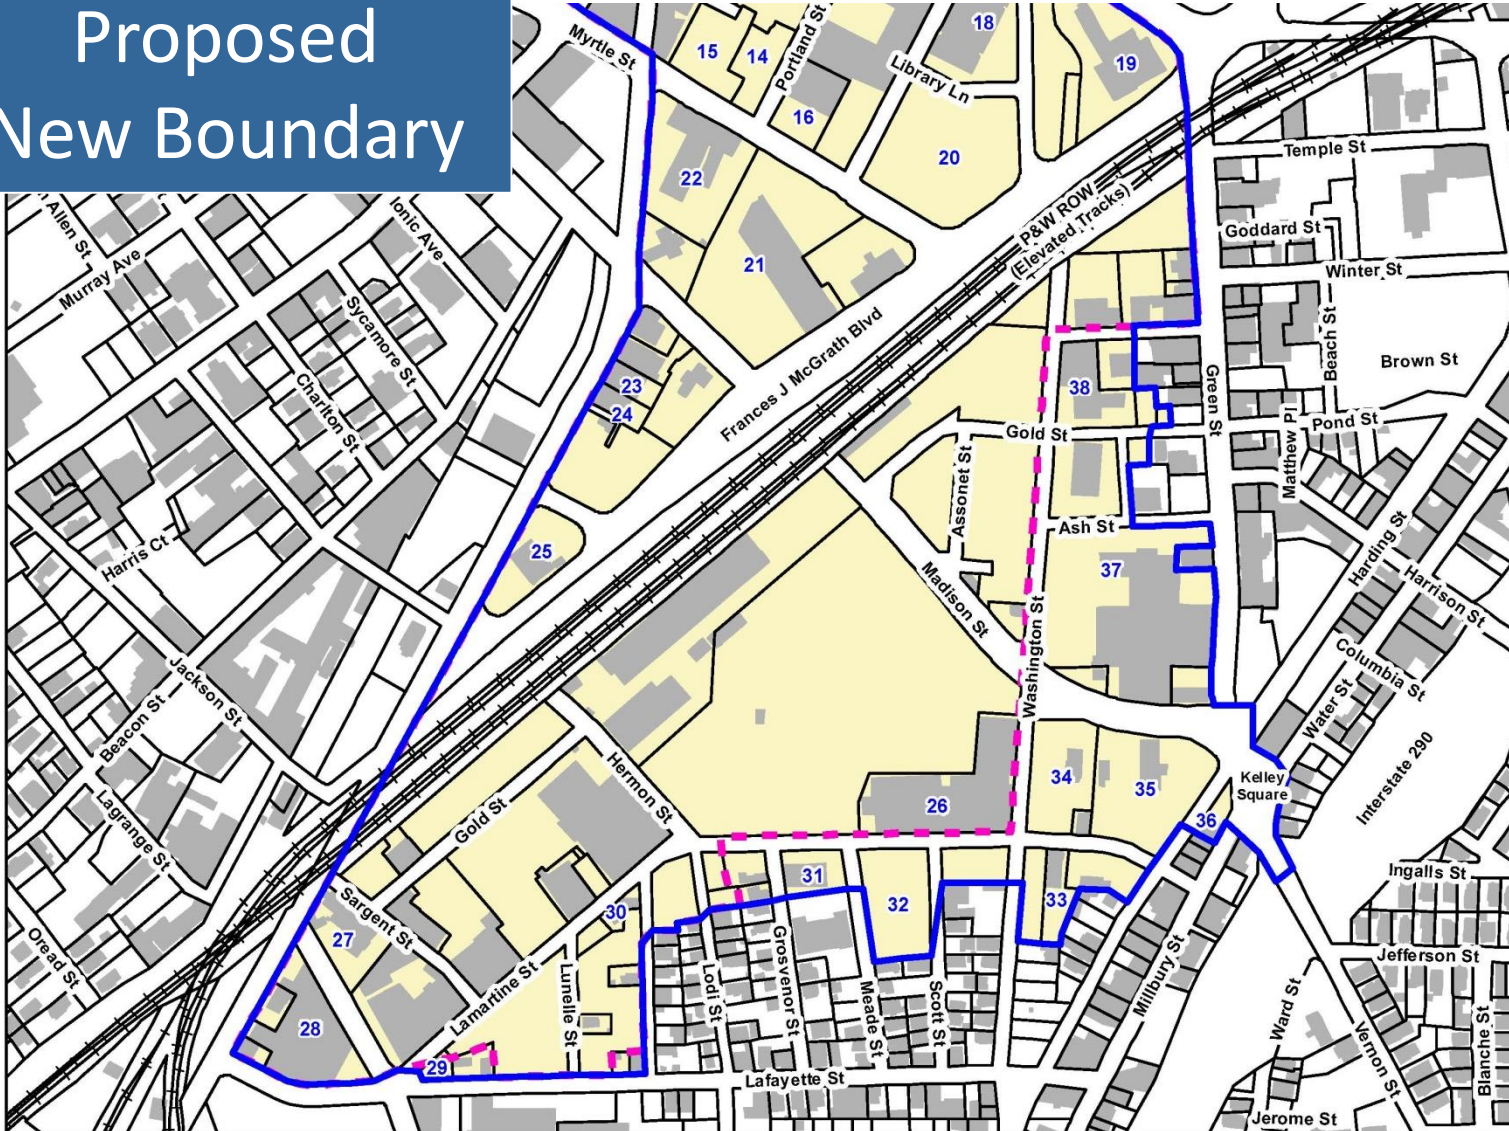 Proposed
New Boundary
Myrtle St
15
14
Portland St
18
Library Ln
19
16
20
22
21
Temple St
P&W ROW
(Elevated Tracks)
Goddard St
Winter St
Allen St
Murray Ave
Ionic Ave
Sycamore St
Charlton St
Harris Ct
23
24
25
Frances J McGrath Blvd
38
Gold St
Green St
Beach St
Brown St
Matthew Pl
Pond St
Assonet St
Ash St
37
Madison St
Washington St
Harding St
Harrison St
Columbia St
Water St
Interstate 290
Jackson St
Beacon St
Lagrange St
Oread St
Hermon St
Gold St
26
34
35
Kelley
Square
36
31
32
33
30
Sargent St
27
28
29
Lamartine St
Lunelle St
Lodi St
Grosvenor St
Meade St
Scott St
Millbury St
Ingalls St
Jefferson St
Ward St
Vernon St
Blanche St
Lafayette St
Jerome St